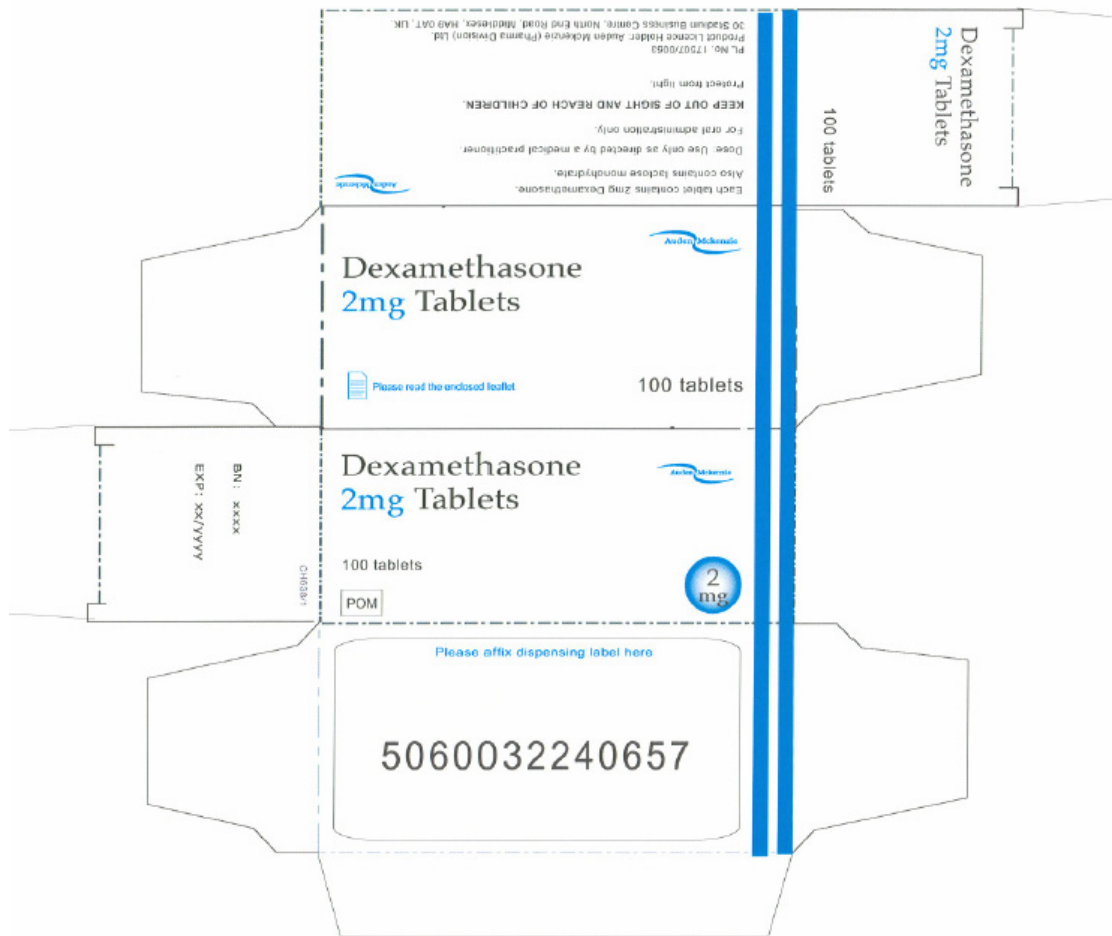 Each tablet contains 2mg Dexamethasone.
Also contains lactose monohydrate.
Dose: Use only as directed by a medical practitioner.
For oral administration only.
KEEP OUT OF SIGHT AND REACH OF CHILDREN.
Protect from light.
PL No. 17507/0063
Product Licence Holder: Auden Mckenzie (Pharma Division) Ltd.
30 Stadium Business Centre, North End Road, Middlesex, HA9 0AT, UK.
Auden Mckenzie
Dexamethasone
2mg Tablets
100 tablets
Auden Mckenzie
Dexamethasone
2mg Tablets
Please read the enclosed leaflet
100 tablets
BN: xxxx
EXP: xx/yyyy
Dexamethasone
2mg Tablets
Auden Mckenzie
100 tablets
POM
2
mg
Please affix dispensing label here
5060032240657